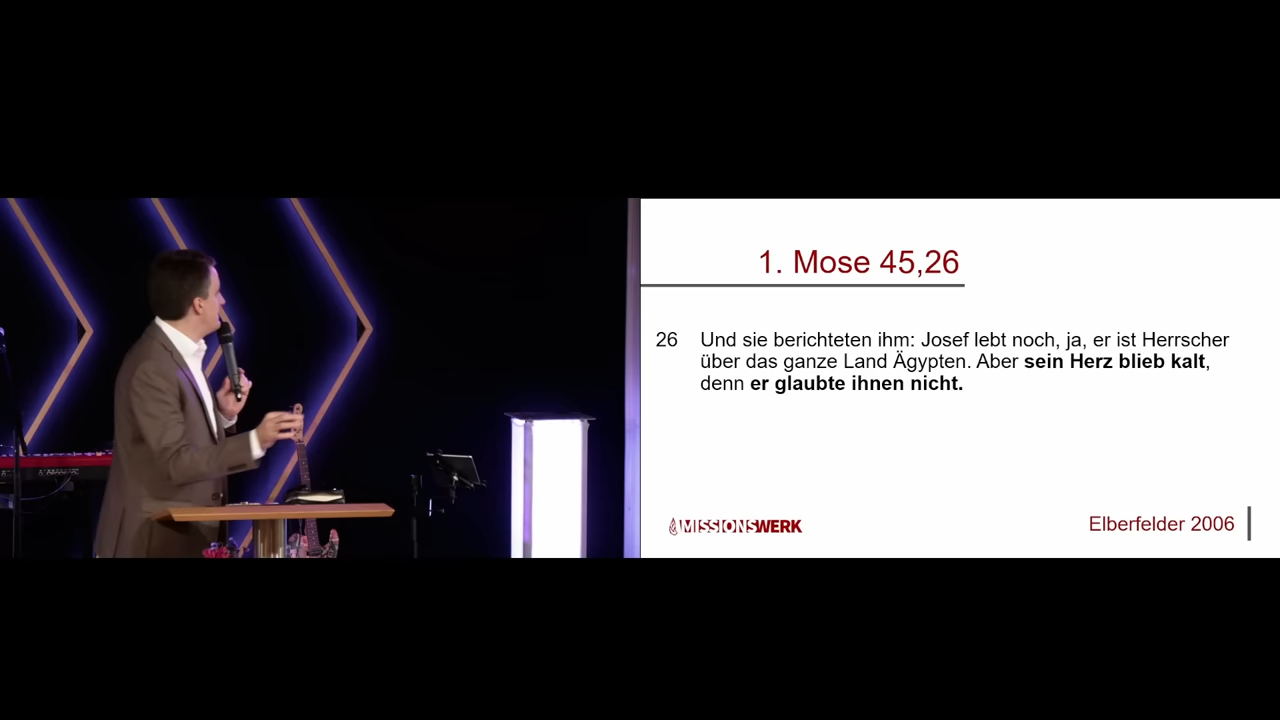 1. Mose 45,26
26 Und sie berichteten ihm: Josef lebt noch, ja, er ist Herrscher
über das ganze Land Ägypten. Aber sein Herz blieb kalt,
denn er glaubte ihnen nicht.
MISSIONSWERK
Elberfelder 2006